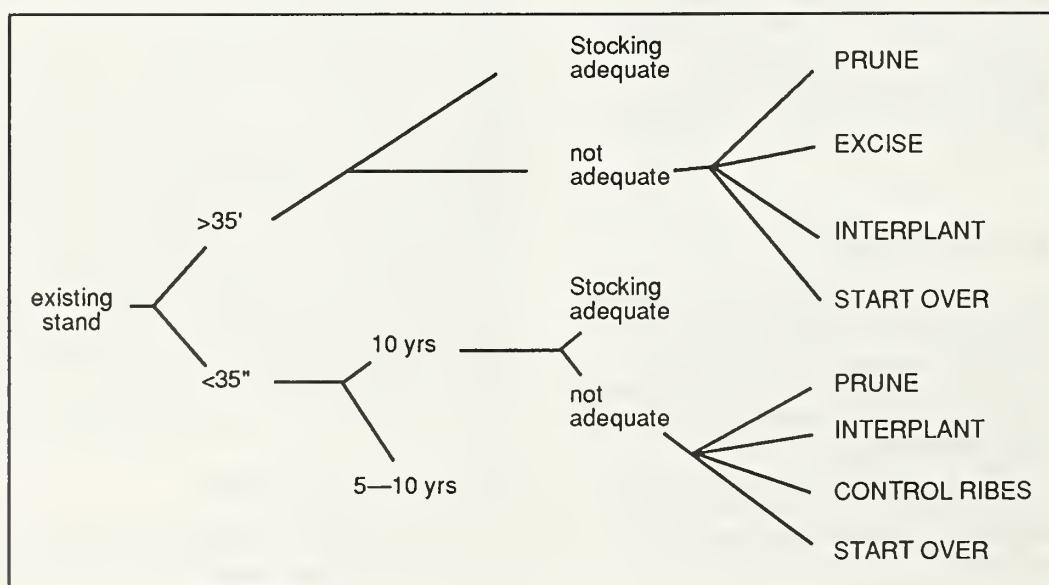 existing
stand
>35'
<35"
10 yrs
5—10 yrs
Stocking
adequate
not
adequate
PRUNE
EXCISE
INTERPLANT
START OVER
Stocking
adequate
not
adequate
PRUNE
INTERPLANT
CONTROL RIBES
START OVER